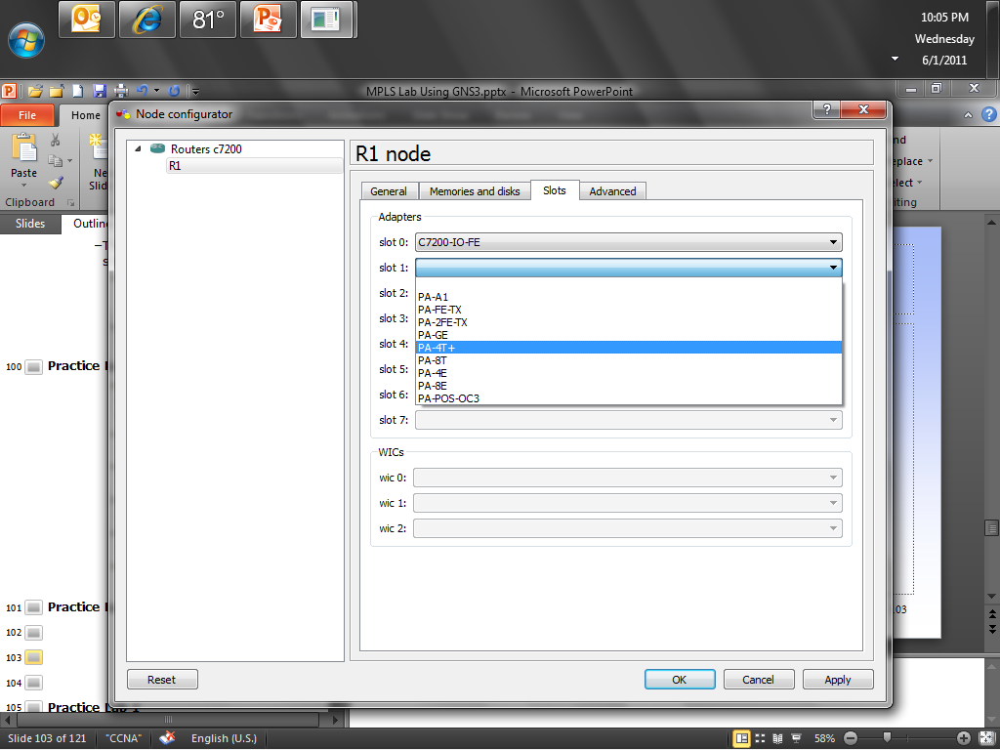 81°
10:05 PM
Wednesday
6/1/2011
MPLS Lab Using GNS3.pptx - Microsoft PowerPoint
File
Home
Node configurator
Paste
Clipboard
Slides
Outlin
Routers c7200
R1
R1 node
General
Memories and disks
Slots
Advanced
Adapters
slot 0:
C7200-IO-FE
slot 1:
slot 2:
PA-A1
PA-FE-TX
slot 3:
PA-2FE-TX
PA-GE
slot 4:
PA-4T+
PA-8T
slot 5:
PA-4E
PA-8E
slot 6:
PA-POS-OC3
slot 7:
WICs
wic 0:
wic 1:
wic 2:
100 Practice
101 Practice
102
103
104
105 Practice Lab 1
Reset
OK
Cancel
Apply
Slide 103 of 121
"CCNA"
English (U.S.)
58%